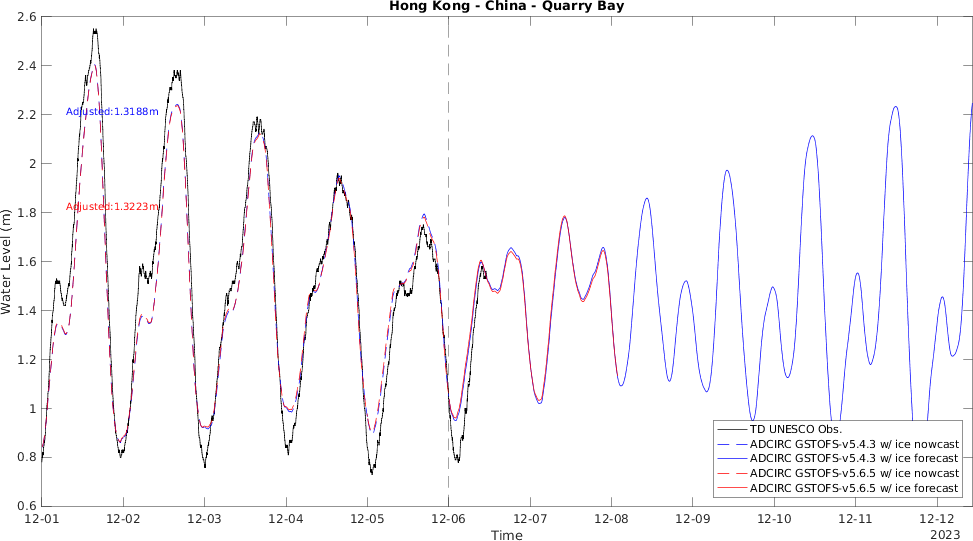 Hong Kong - China - Quarry Bay
2.6
2.4
2.2
2
1.8
1.6
1.4
1.2
1
0.8
0.6
Water Level (m)
Adjusted:1.3188m
Adjusted:1.3223m
TD UNESCO Obs.
ADCIRC GSTOFS-v5.4.3 w/ ice nowcast
ADCIRC GSTOFS-v5.4.3 w/ ice forecast
ADCIRC GSTOFS-v5.6.5 w/ ice nowcast
ADCIRC GSTOFS-v5.6.5 w/ ice forecast
12-01 12-02 12-03 12-04 12-05 12-06 12-07 12-08 12-09 12-10 12-11 12-12
2023
Time